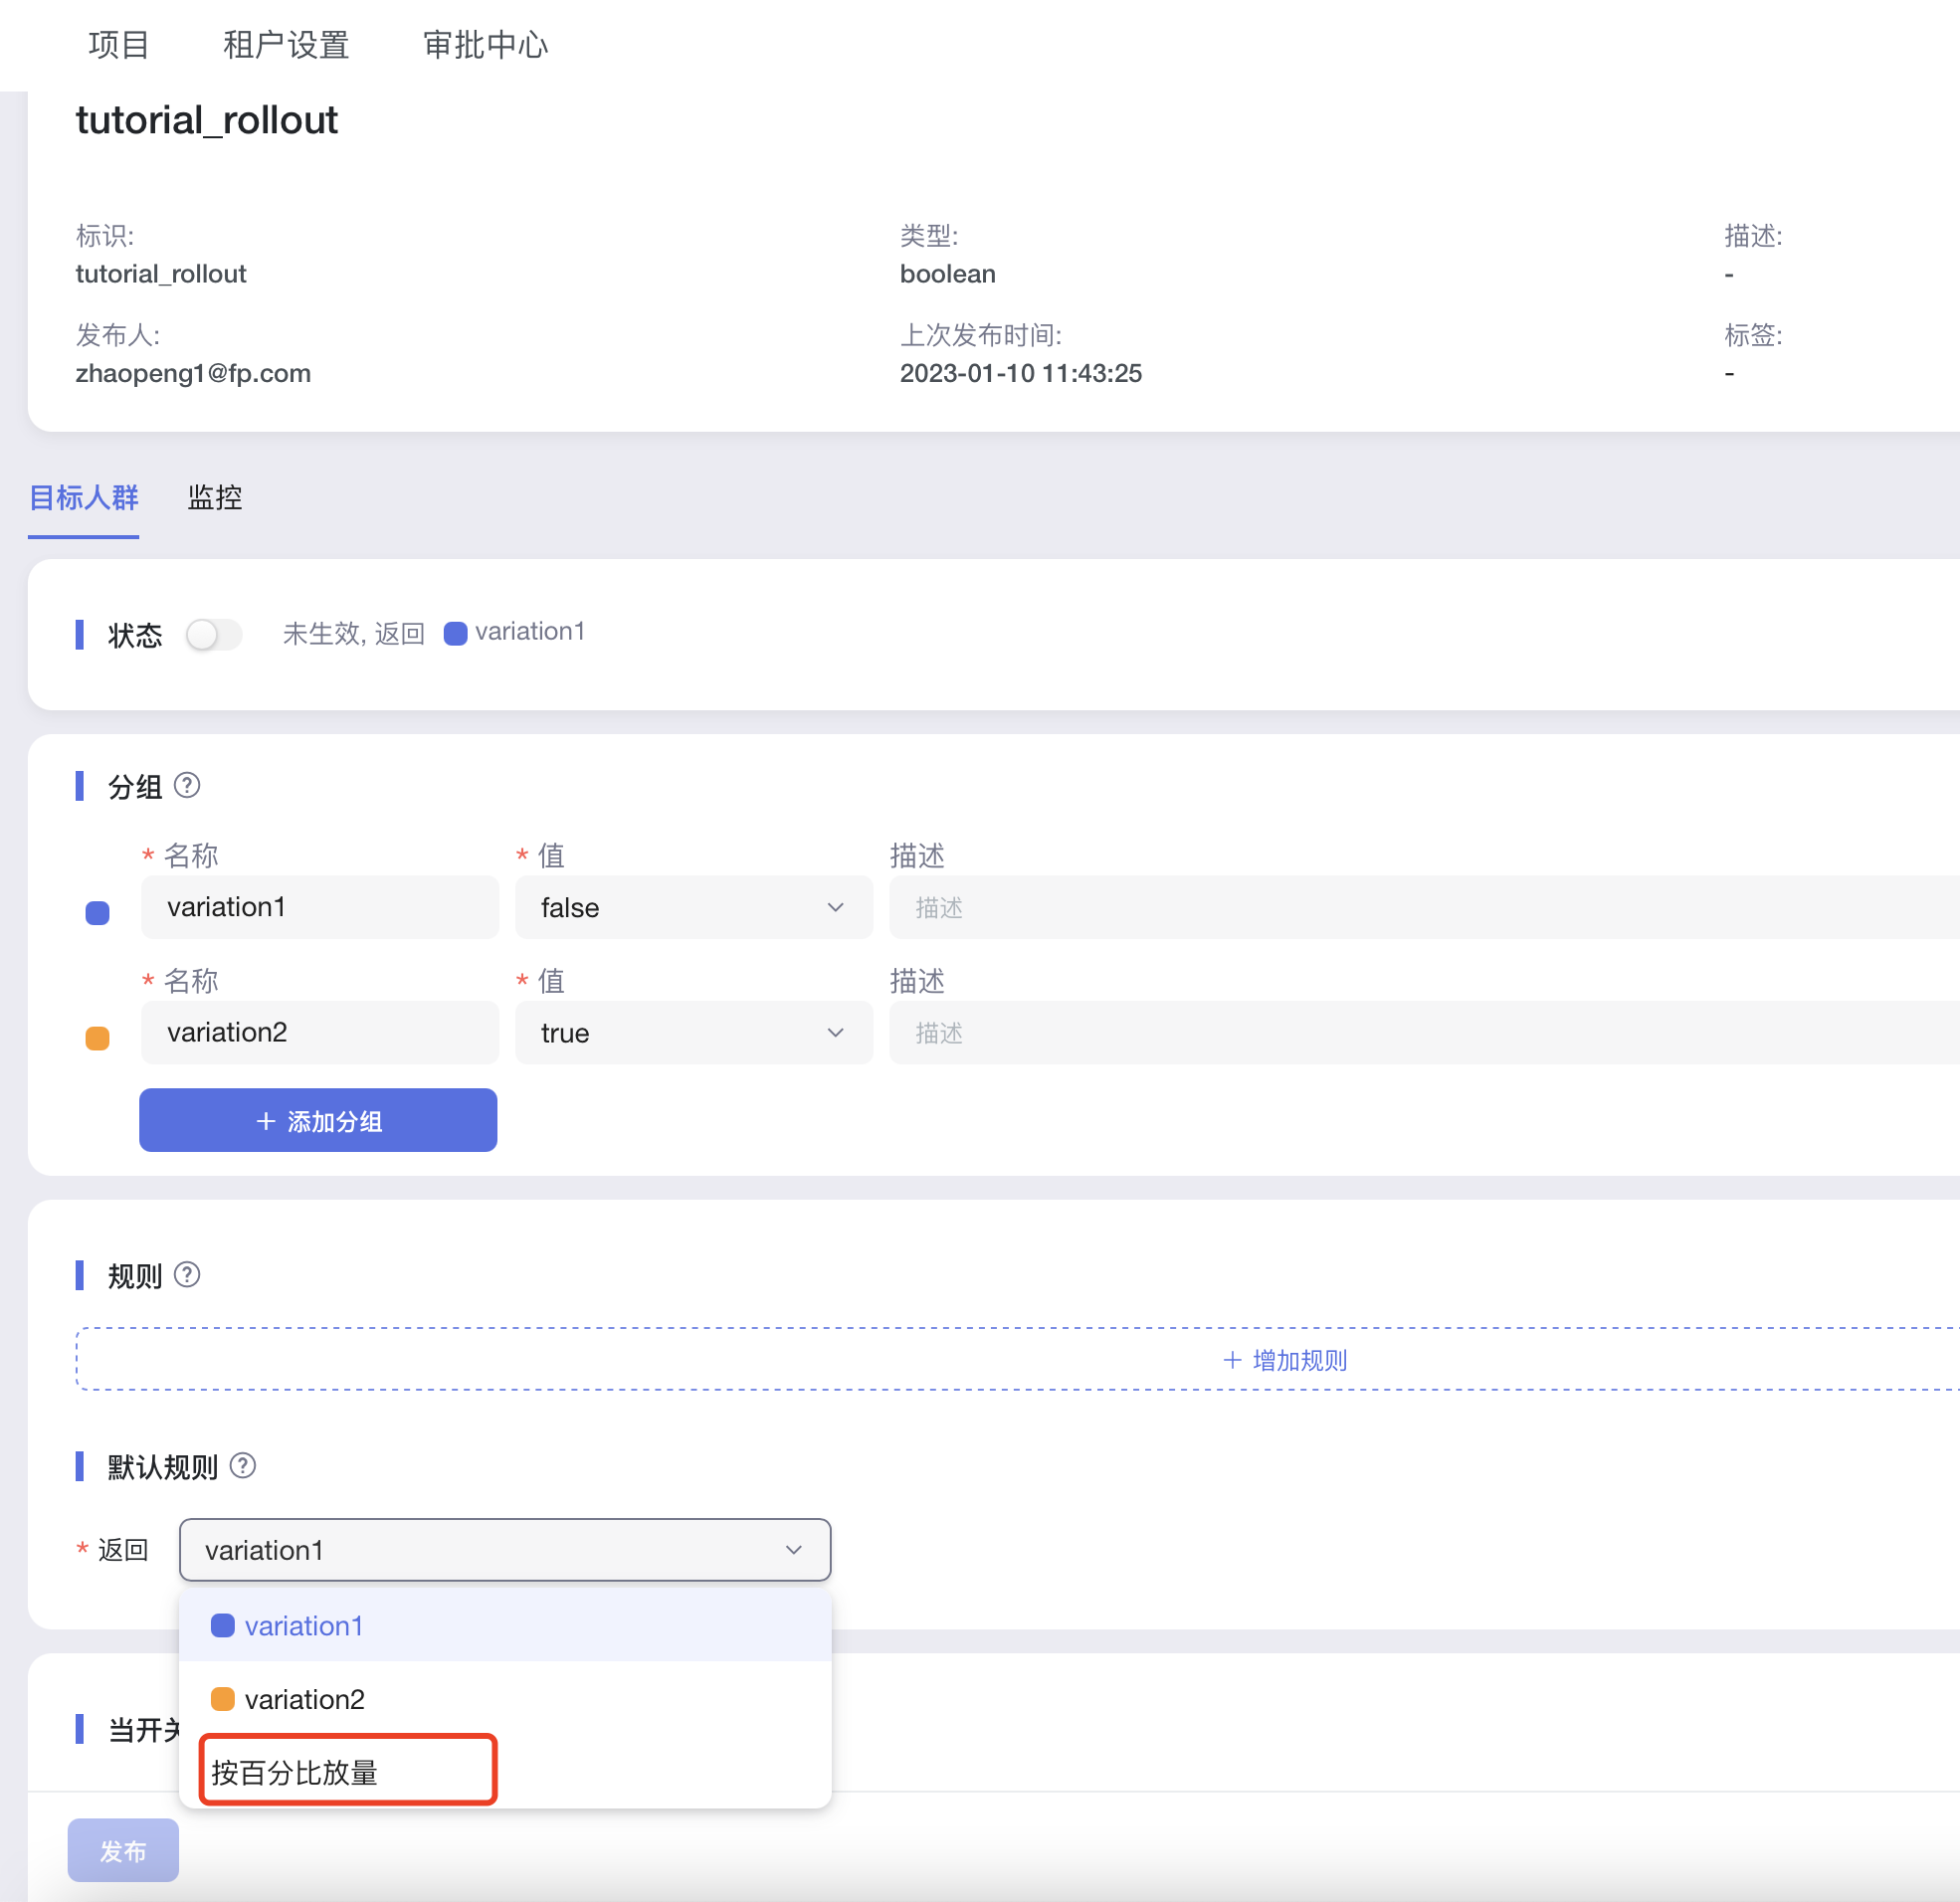 项目 租户设置 审批中心
tutorial_rollout
标识: 类型: 描述:
tutorial_rollout boolean -
发布人: 上次发布时间: 标签:
zhaopeng1@fp.com 2023-01-10 11:43:25 -
目标人群 监控
状态 未生效, 返回 variation1
分组 ?
* 名称 * 值 描述
variation1 false 描述
* 名称 * 值 描述
variation2 true 描述
+ 添加分组
规则 ?
+ 增加规则
默认规则 ?
* 返回 variation1
variation1
variation2
当开关
按百分比放量
发布